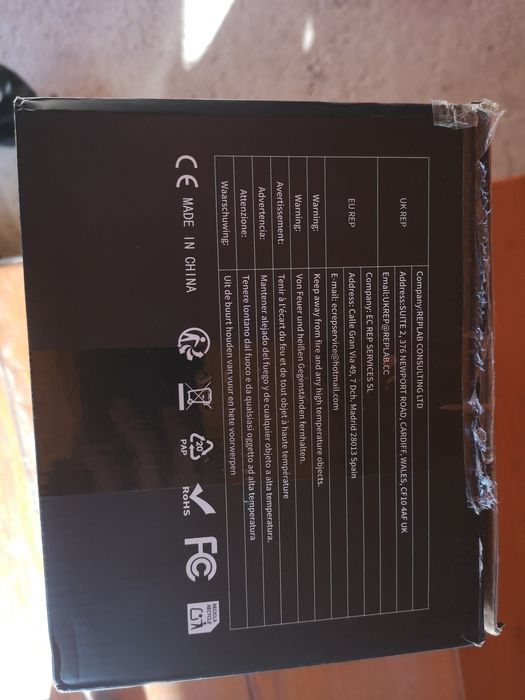 UK REP
Company:REPLAB CONSULTING LTD
Address:SUITE 2, 376 NEWPORT ROAD, CARDIFF, WALES, CF10 4AF UK
Email:UKREP@REPLAB.CC
EU REP
Company: EC REP SERVICES SL
Address: Calle Gran Via 49, 7 Dch. Madrid 28013 Spain
E-mail: ecrepservice@hotmail.com
Warning: Keep away from fire and any high temperature objects.
Warning: Von Feuer und heißen Gegenständen fernhalten.
Avertissement: Tenir à l'écart du feu et de tout objet à haute température
Advertencia: Mantener alejado del fuego y de cualquier objeto a alta temperatura.
Attenzione: Tenere lontano dal fuoco e da qualsiasi oggetto ad alta temperatura
Waarschuwing: Uit de buurt houden van vuur en hete voorwerpen
CE MADE IN CHINA
20
PAP
RoHS
FC
RECICLA
RECYCLE